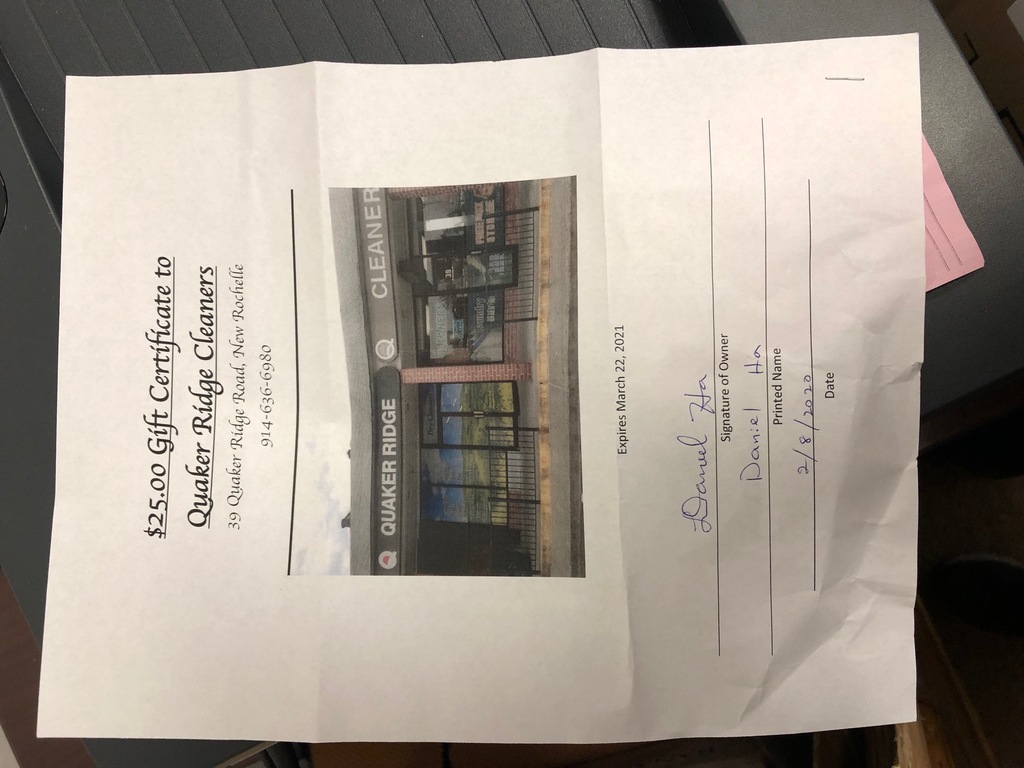 $25.00 Gift Certificate to
Quaker Ridge Cleaners
39 Quaker Ridge Road, New Rochelle
914-636-6980
QUAKER RIDGE
CLEANER
39
Expires March 22, 2021
Daniel Ha
Signature of Owner
Daniel Ha
Printed Name
2/8/2020
Date